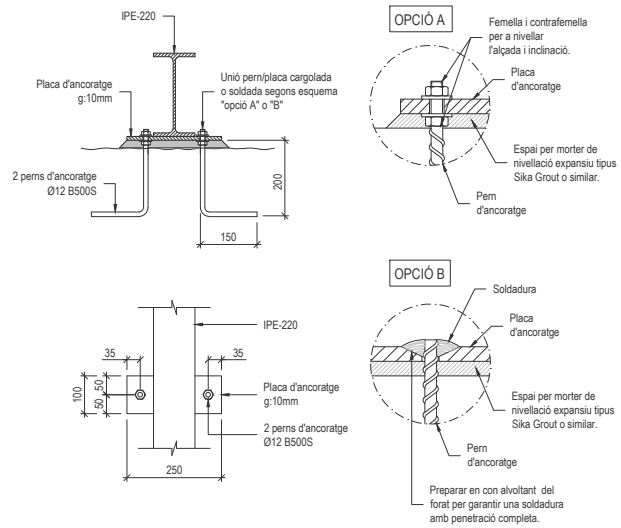 IPE-220
Placa d'ancoratge
g:10mm
Unió pern/placa cargolada
o soldada segons esquema
"opció A" o "B"
2 perns d'ancoratge
Ø12 B500S
200
150
OPCIÓ A
Femella i contrafemella
per a nivellar
l'alçada i inclinació.
Placa
d'ancoratge
Espai per morter de
nivellació expansiu tipus
Sika Grout o similar.
Pern
d'ancoratge
IPE-220
35
35
100
50
50
Placa d'ancoratge
g:10mm
2 perns d'ancoratge
Ø12 B500S
250
OPCIÓ B
Soldadura
Placa
d'ancoratge
Espai per morter de
nivellació expansiu tipus
Sika Grout o similar.
Pern
d'ancoratge
Preparar en con alvoltant del
forat per garantir una soldadura
amb penetració completa.